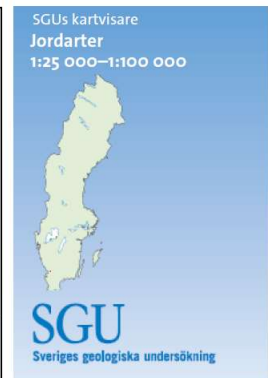 SGUs kartvisare
Jordarter
1:25 000–1:100 000
SGU
Sveriges geologiska undersökning